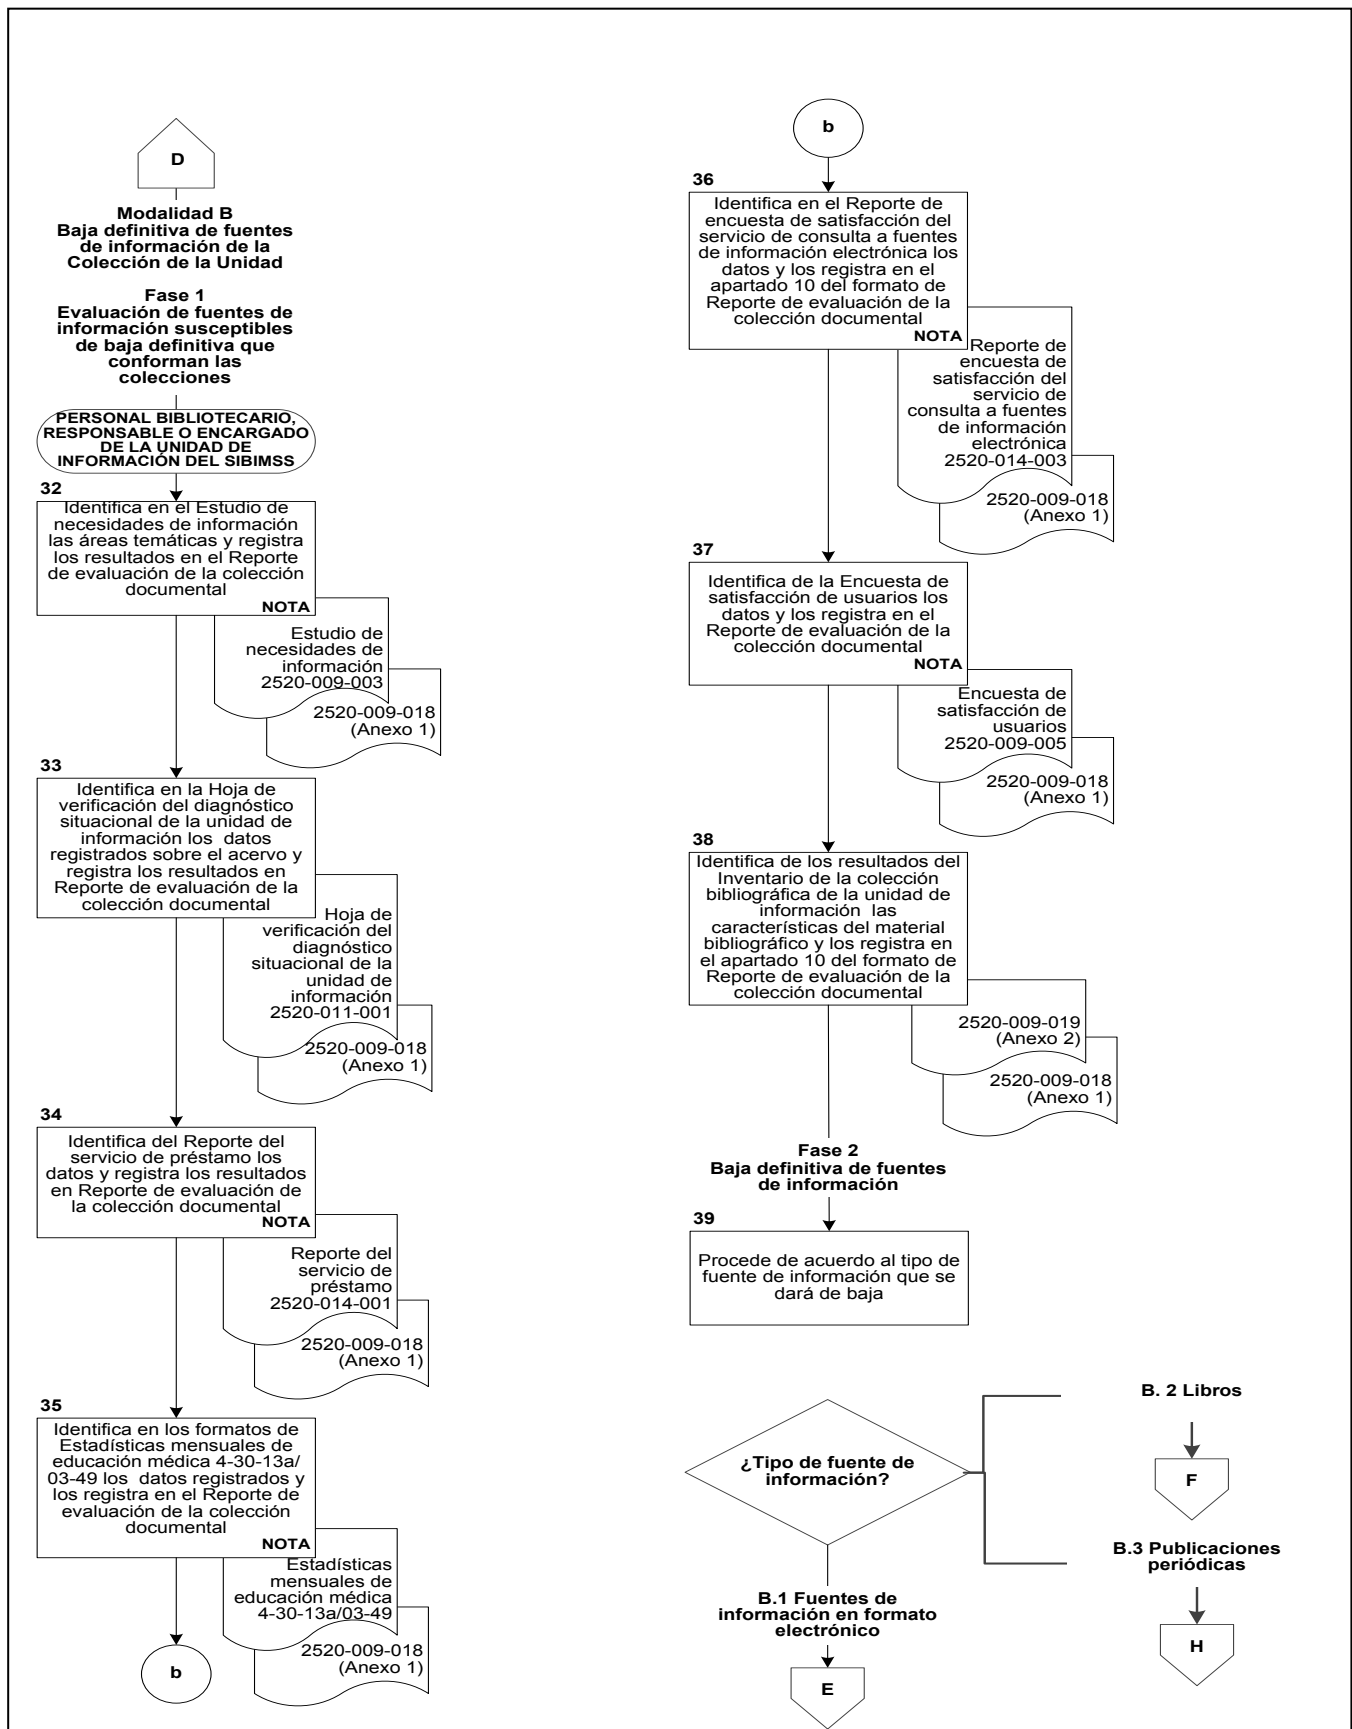 D
Modalidad B
Baja definitiva de fuentes
de información de la
Colección de la Unidad
Fase 1
Evaluación de fuentes de
información susceptibles
de baja definitiva que
conforman las
colecciones
PERSONAL BIBLIOTECARIO,
RESPONSABLE O ENCARGADO
DE LA UNIDAD DE
INFORMACIÓN DEL SIBIMSS
32
Identifica en el Estudio de
necesidades de información
las áreas temáticas y registra
los resultados en el Reporte
de evaluación de la colección
documental
NOTA
Estudio de
necesidades de
información
2520-009-003
2520-009-018
(Anexo 1)
33
Identifica en la Hoja de
verificación del diagnóstico
situacional de la unidad de
información los datos
registrados sobre el acervo y
registra los resultados en
Reporte de evaluación de la
colección documental
Hoja de
verificación del
diagnóstico
situacional de la
unidad de
información
2520-011-001
2520-009-018
(Anexo 1)
34
Identifica del Reporte del
servicio de préstamo los
datos y registra los resultados
en Reporte de evaluación de
la colección documental
NOTA
Reporte del
servicio de
préstamo
2520-014-001
2520-009-018
(Anexo 1)
35
Identifica en los formatos de
Estadísticas mensuales de
educación médica 4-30-13a/
03-49 los datos registrados y
los registra en el Reporte de
evaluación de la colección
documental
NOTA
Estadísticas
mensuales de
educación médica
4-30-13a/03-49
2520-009-018
(Anexo 1)
b
b
36
Identifica en el Reporte de
encuesta de satisfacción del
servicio de consulta a fuentes
de información electrónica los
datos y los registra en el
apartado 10 del formato de
Reporte de evaluación de la
colección documental
NOTA
Reporte de
encuesta de
satisfacción del
servicio de
consulta a fuentes
de información
electrónica
2520-014-003
2520-009-018
(Anexo 1)
37
Identifica de la Encuesta de
satisfacción de usuarios los
datos y los registra en el
Reporte de evaluación de la
colección documental
NOTA
Encuesta de
satisfacción de
usuarios
2520-009-005
2520-009-018
(Anexo 1)
38
Identifica de los resultados del
Inventario de la colección
bibliográfica de la unidad de
información las
características del material
bibliográfico y los registra en
el apartado 10 del formato de
Reporte de evaluación de la
colección documental
2520-009-019
(Anexo 2)
2520-009-018
(Anexo 1)
Fase 2
Baja definitiva de fuentes
de información
39
Procede de acuerdo al tipo de
fuente de información que se
dará de baja
¿Tipo de fuente de
información?
B. 2 Libros
F
B.3 Publicaciones
periódicas
H
B.1 Fuentes de
información en formato
electrónico
E